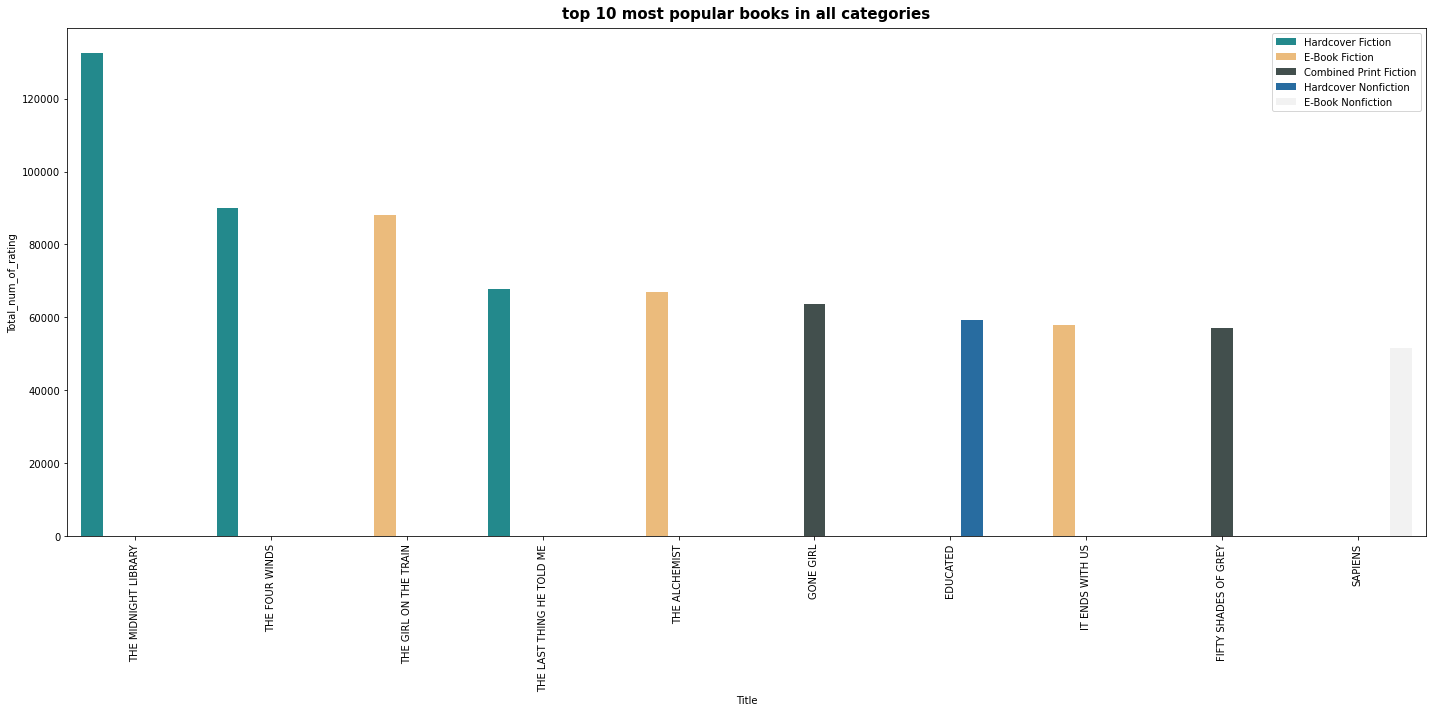 top 10 most popular books in all categories
Hardcover Fiction
E-Book Fiction
Combined Print Fiction
Hardcover Nonfiction
E-Book Nonfiction
Total_num_of_rating
120000
100000
80000
60000
40000
20000
0
THE MIDNIGHT LIBRARY
THE FOUR WINDS
THE GIRL ON THE TRAIN
THE LAST THING HE TOLD ME
THE ALCHEMIST
GONE GIRL
EDUCATED
IT ENDS WITH US
FIFTY SHADES OF GREY
SAPIENS
Title